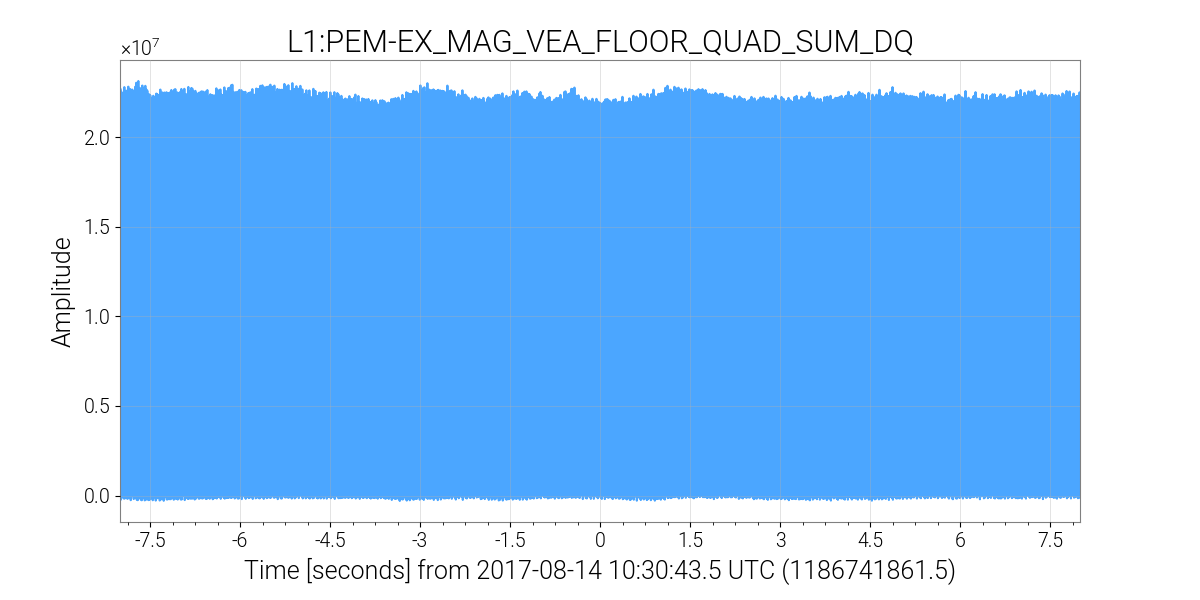 L1:PEM-EX_MAG_VEA_FLOOR_QUAD_SUM_DQ
×10⁷
2.0
1.5
1.0
0.5
0.0
Amplitude
-7.5 -6 -4.5 -3 -1.5 0 1.5 3 4.5 6 7.5
Time [seconds] from 2017-08-14 10:30:43.5 UTC (1186741861.5)